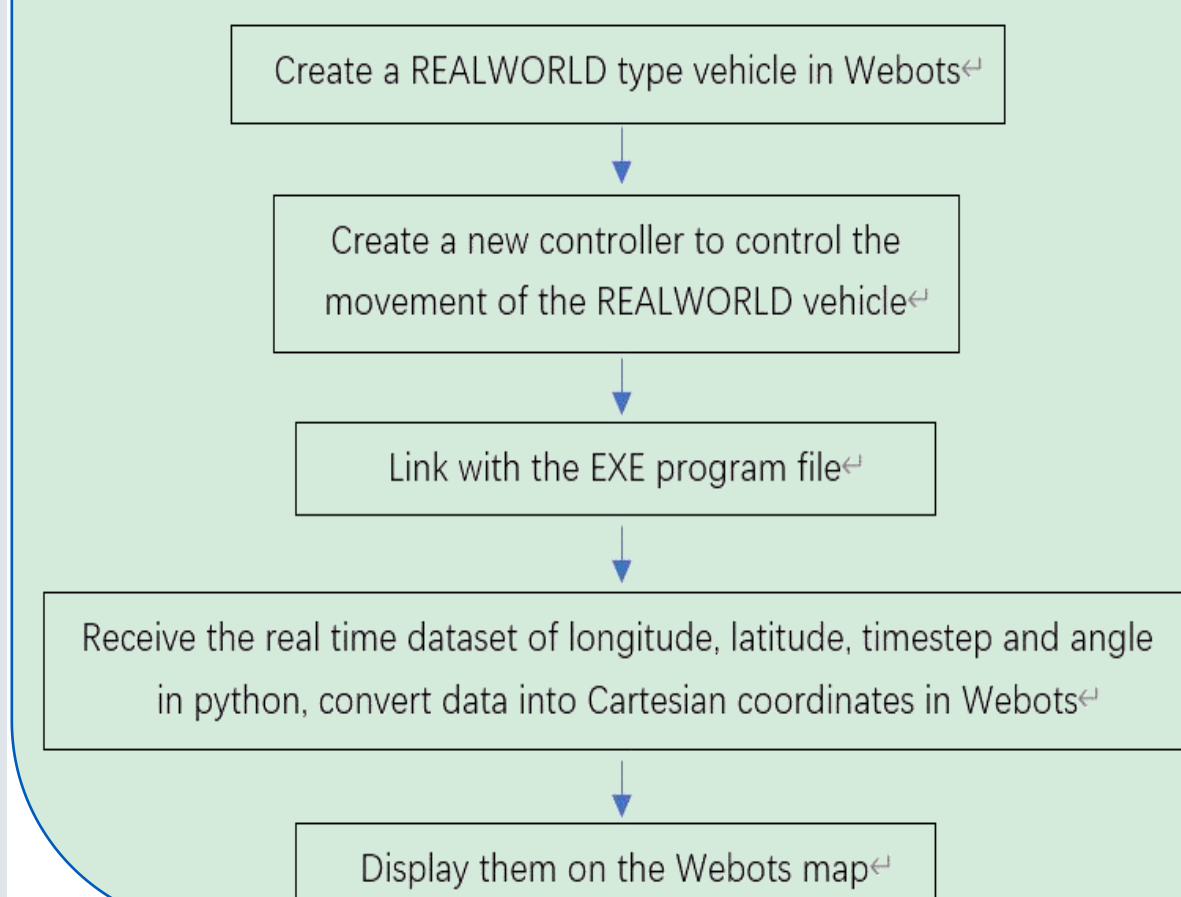 Create a REALWORLD type vehicle in Webots↵
Create a new controller to control the
movement of the REALWORLD vehicle↵
Link with the EXE program file↵
Receive the real time dataset of longitude, latitude, timestep and angle
in python, convert data into Cartesian coordinates in Webots↵
Display them on the Webots map↵